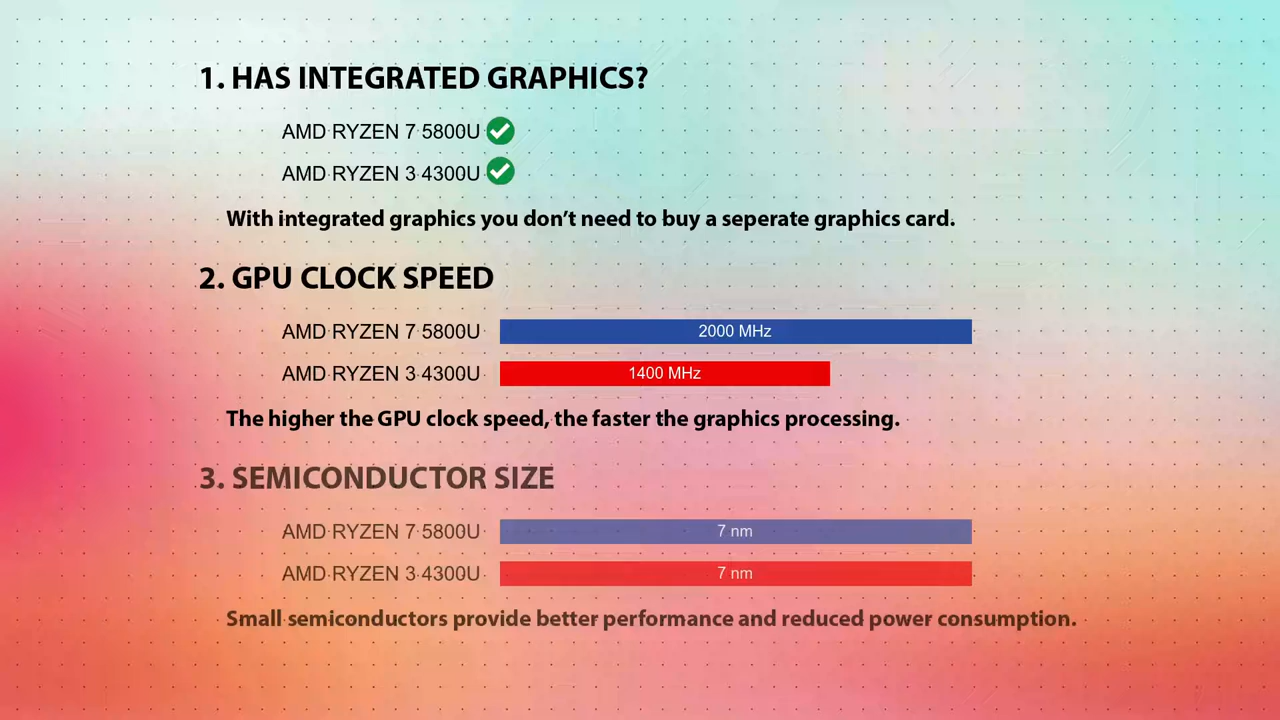 1. HAS INTEGRATED GRAPHICS?
AMD RYZEN 7 5800U
AMD RYZEN 3 4300U
With integrated graphics you don’t need to buy a seperate graphics card.
2. GPU CLOCK SPEED
AMD RYZEN 7 5800U 2000 MHz
AMD RYZEN 3 4300U 1400 MHz
The higher the GPU clock speed, the faster the graphics processing.
3. SEMICONDUCTOR SIZE
AMD RYZEN 7 5800U 7 nm
AMD RYZEN 3 4300U 7 nm
Small semiconductors provide better performance and reduced power consumption.